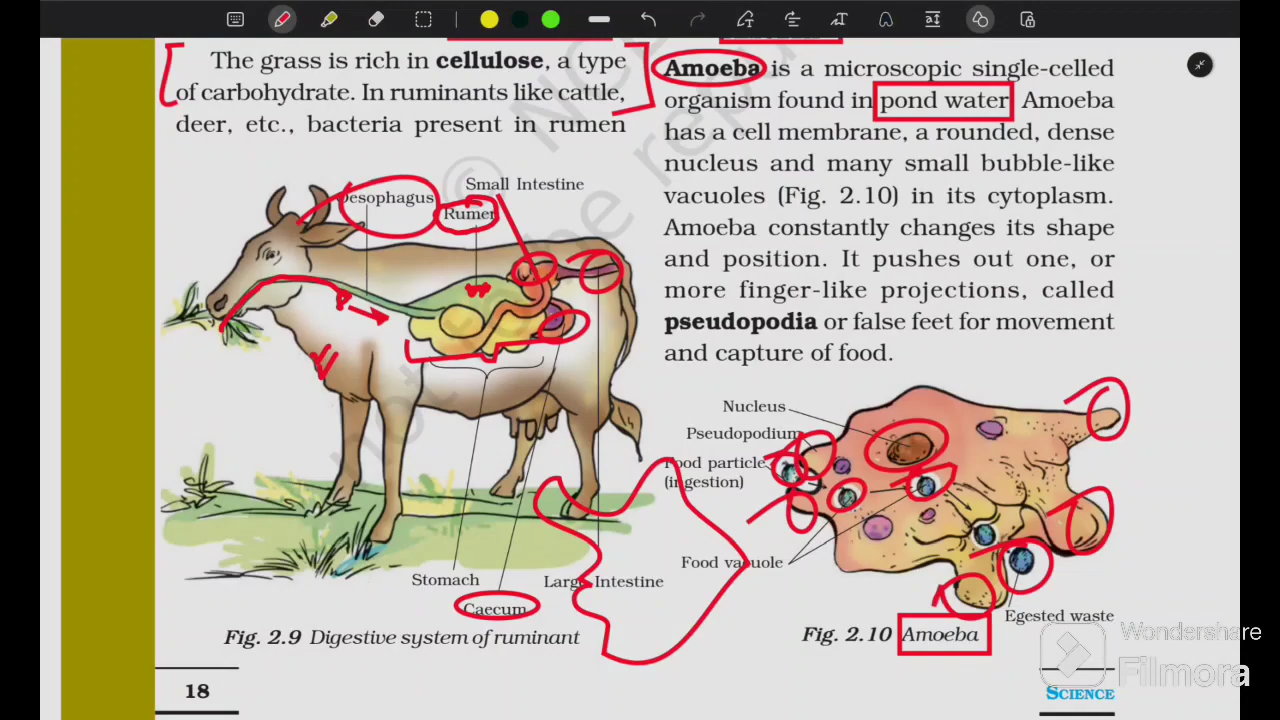 The grass is rich in cellulose, a type
of carbohydrate. In ruminants like cattle,
deer, etc., bacteria present in rumen
Oesophagus
Small Intestine
Rumen
Stomach
Large Intestine
Caecum
Fig. 2.9 Digestive system of ruminant
18
Amoeba is a microscopic single-celled
organism found in pond water. Amoeba
has a cell membrane, a rounded, dense
nucleus and many small bubble-like
vacuoles (Fig. 2.10) in its cytoplasm.
Amoeba constantly changes its shape
and position. It pushes out one, or
more finger-like projections, called
pseudopodia or false feet for movement
and capture of food.
Nucleus
Pseudopodium
Food particle
(ingestion)
Food vacuole
Egested waste
Fig. 2.10 Amoeba
SCIENCE
Wondershare
Filmora